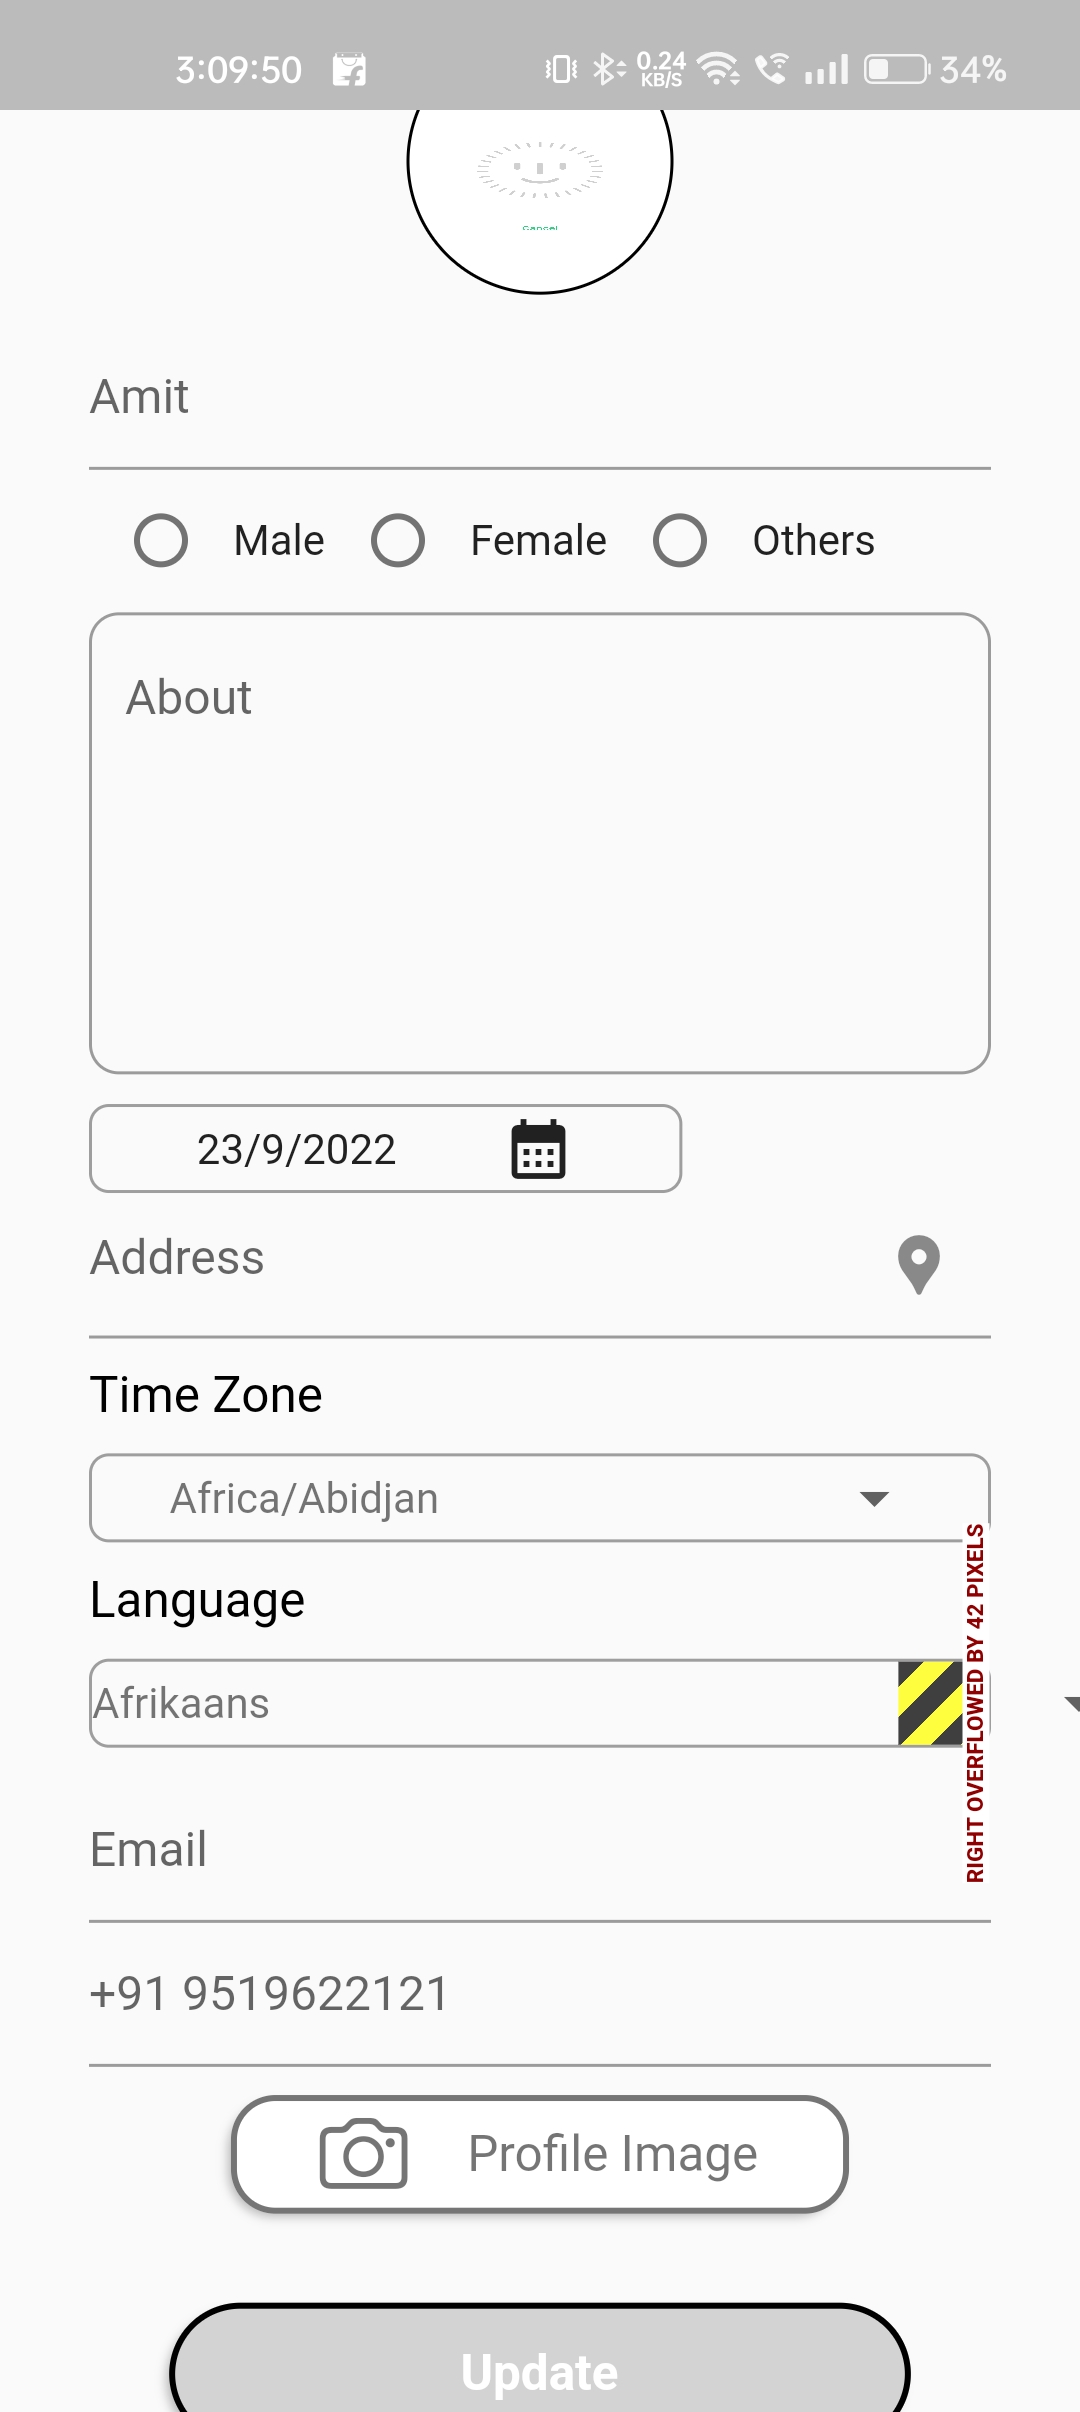 3:09:50 0.24 KB/S 34%
Cancel
Amit
Male Female Others
About
23/9/2022
Address
Time Zone
Africa/Abidjan
Language
Afrikaans
RIGHT OVERFLOWED BY 42 PIXELS
Email
+91 9519622121
Profile Image
Update